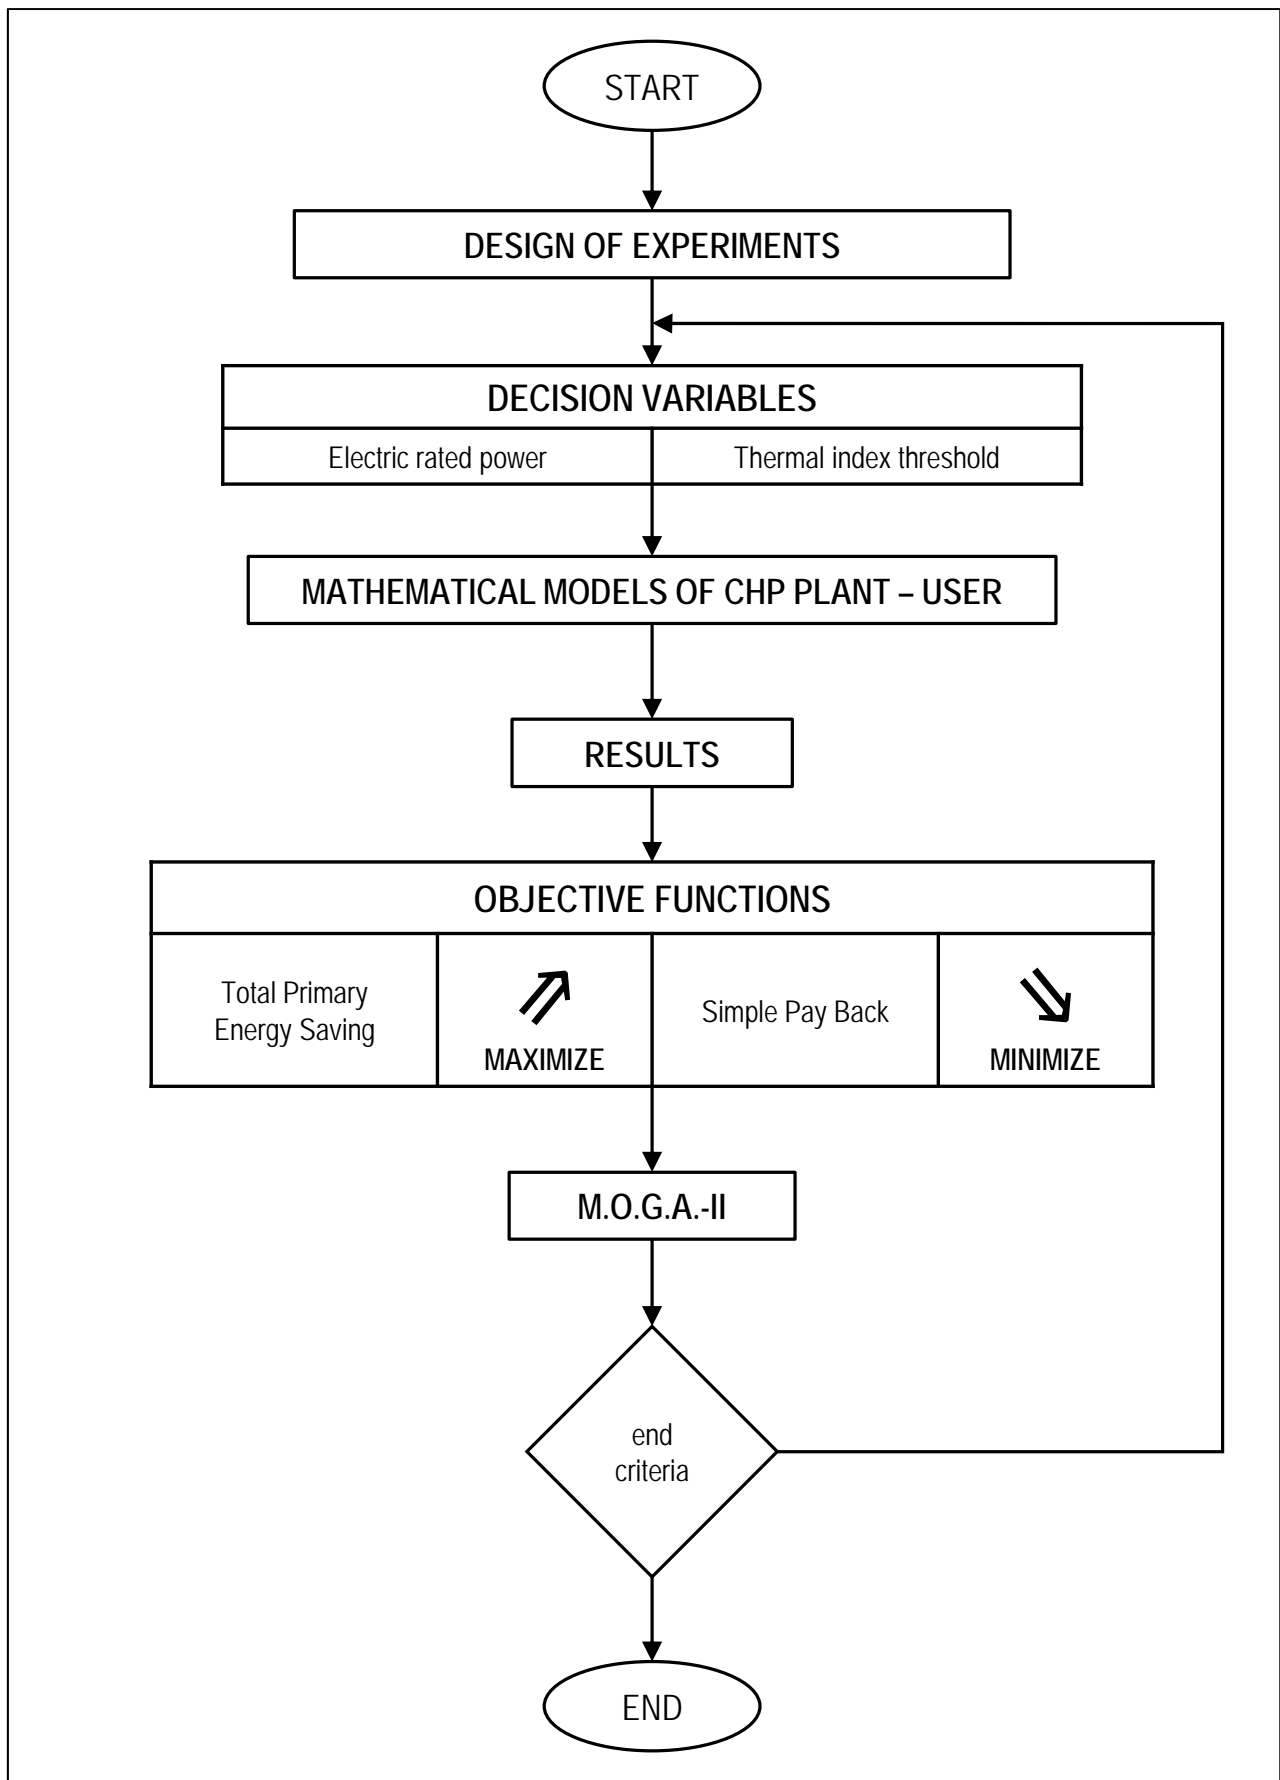 START
DESIGN OF EXPERIMENTS
DECISION VARIABLES
Electric rated power
Thermal index threshold
MATHEMATICAL MODELS OF CHP PLANT – USER
RESULTS
OBJECTIVE FUNCTIONS
Total Primary
Energy Saving
MAXIMIZE
Simple Pay Back
MINIMIZE
M.O.G.A.-II
end
criteria
END